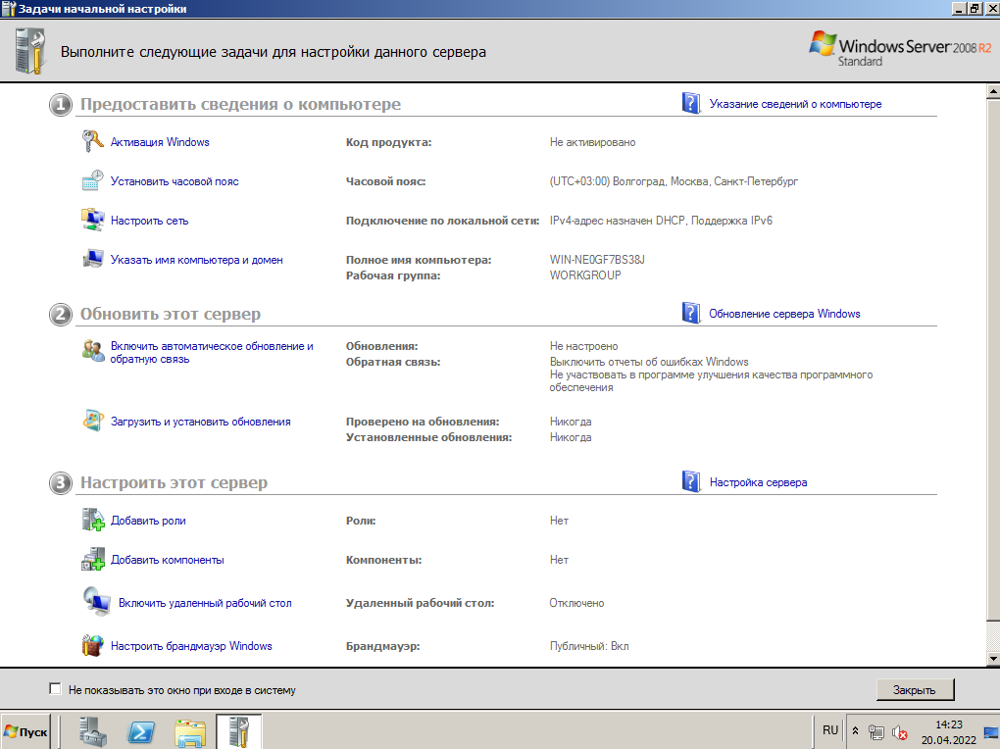 Задачи начальной настройки
Выполните следующие задачи для настройки данного сервера
Windows Server 2008 R2
Standard
1 Предоставить сведения о компьютере
Указание сведений о компьютере
Активация Windows
Код продукта:
Не активировано
Установить часовой пояс
Часовой пояс:
(UTC+03:00) Волгоград, Москва, Санкт-Петербург
Настроить сеть
Подключение по локальной сети:
IPv4-адрес назначен DHCP, Поддержка IPv6
Указать имя компьютера и домен
Полное имя компьютера:
WIN-NE0GF7BS38J
Рабочая группа:
WORKGROUP
2 Обновить этот сервер
Обновление сервера Windows
Включить автоматическое обновление и
обратную связь
Обновления:
Не настроено
Обратная связь:
Выключить отчеты об ошибках Windows
Не участвовать в программе улучшения качества программного
обеспечения
Загрузить и установить обновления
Проверено на обновления:
Никогда
Установленные обновления:
Никогда
3 Настроить этот сервер
Настройка сервера
Добавить роли
Роли:
Нет
Добавить компоненты
Компоненты:
Нет
Включить удаленный рабочий стол
Удаленный рабочий стол:
Отключено
Настроить брандмауэр Windows
Брандмауэр:
Публичный: Вкл
Не показывать это окно при входе в систему
Закрыть
Пуск
RU
14:23
20.04.2022